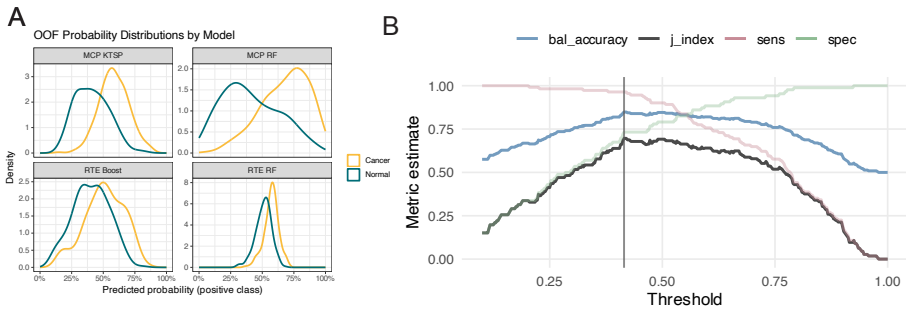 A
OOF Probability Distributions by Model
MCP KTSP
MCP RF
3
2
1
0
2.0
1.5
1.0
0.5
0.0
RTE Boost
RTE RF
2.5
2.0
1.5
1.0
0.5
0.0
8
6
4
2
0
Density
0% 25% 50% 75% 100%
0% 25% 50% 75% 100%
Predicted probability (positive class)
Cancer
Normal
B
bal_accuracy j_index sens spec
1.00
0.75
0.50
0.25
0.00
Metric estimate
0.25 0.50 0.75 1.00
Threshold